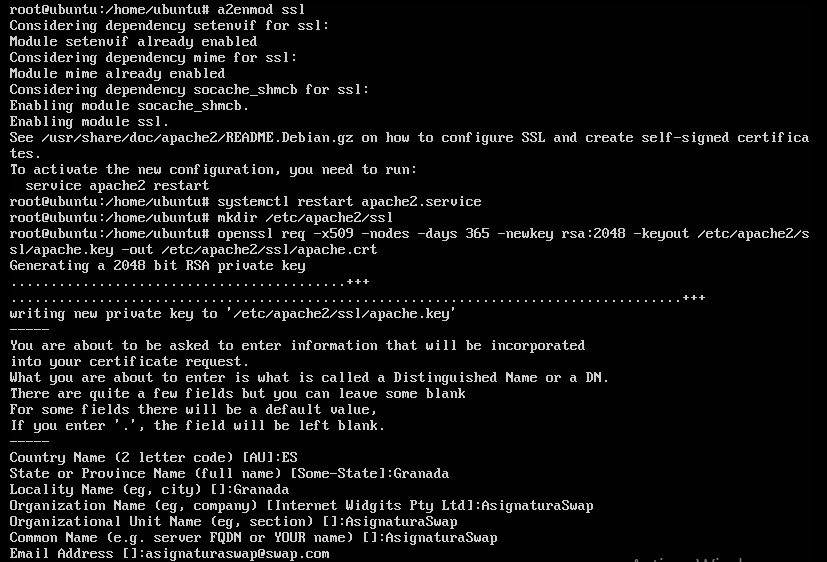 root@ubuntu:/home/ubuntu# a2enmod ssl
Considering dependency setenvif for ssl:
Module setenvif already enabled
Considering dependency mime for ssl:
Module mime already enabled
Considering dependency socache_shmcb for ssl:
Enabling module socache_shmcb.
Enabling module ssl.
See /usr/share/doc/apache2/README.Debian.gz on how to configure SSL and create self-signed certifica
tes.
To activate the new configuration, you need to run:
  service apache2 restart
root@ubuntu:/home/ubuntu# systemctl restart apache2.service
root@ubuntu:/home/ubuntu# mkdir /etc/apache2/ssl
root@ubuntu:/home/ubuntu# openssl req -x509 -nodes -days 365 -newkey rsa:2048 -keyout /etc/apache2/s
sl/apache.key -out /etc/apache2/ssl/apache.crt
Generating a 2048 bit RSA private key
..........................................+++
....................................................................................+++
writing new private key to '/etc/apache2/ssl/apache.key'
-----
You are about to be asked to enter information that will be incorporated
into your certificate request.
What you are about to enter is what is called a Distinguished Name or a DN.
There are quite a few fields but you can leave some blank
For some fields there will be a default value,
If you enter '.', the field will be left blank.
-----
Country Name (2 letter code) [AU]:ES
State or Province Name (full name) [Some-State]:Granada
Locality Name (eg, city) []:Granada
Organization Name (eg, company) [Internet Widgits Pty Ltd]:AsignaturaSwap
Organizational Unit Name (eg, section) []:AsignaturaSwap
Common Name (e.g. server FQDN or YOUR name) []:AsignaturaSwap
Email Address []:asignaturaswap@swap.com